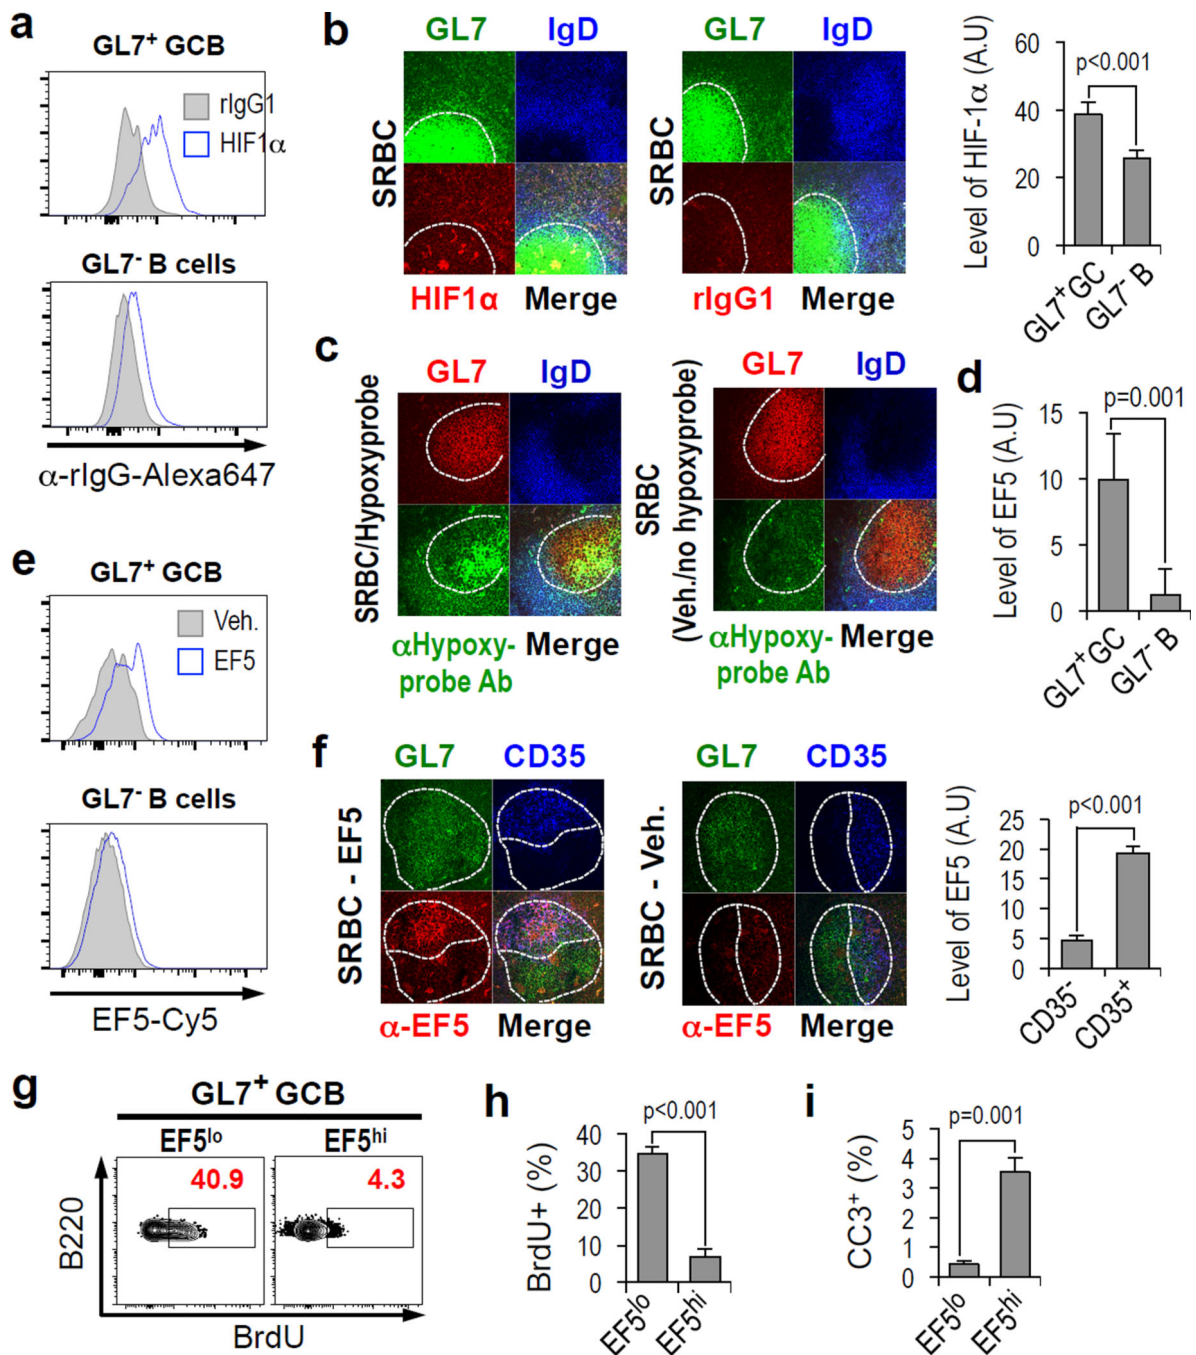 a
GL7+ GCB
rIgG1
HIF1α
GL7- B cells
α-rIgG-Alexa647
b
GL7 IgD
SRBC
HIF1α Merge
GL7 IgD
SRBC
rIgG1 Merge
Level of HIF-1α (A.U)
60
40
20
0
p<0.001
GL7+GC
GL7- B
c
GL7 IgD
SRBC/Hypoxyprobe
αHypoxy-
probe Ab
Merge
GL7 IgD
SRBC
(Veh./no hypoxyprobe)
αHypoxy-
probe Ab
Merge
d
Level of EF5 (A.U)
15
10
5
0
p=0.001
GL7+GC
GL7- B
e
GL7+ GCB
Veh.
EF5
GL7- B cells
EF5-Cy5
f
GL7 CD35
SRBC - EF5
α-EF5 Merge
GL7 CD35
SRBC - Veh.
α-EF5 Merge
Level of EF5 (A.U)
25
20
15
10
5
0
p<0.001
CD35-
CD35+
g
GL7+ GCB
EF5lo EF5hi
40.9 4.3
B220
BrdU
h
BrdU+ (%)
40
30
20
10
0
p<0.001
EF5lo
EF5hi
i
CC3+ (%)
5
4
3
2
1
0
p=0.001
EF5lo
EF5hi